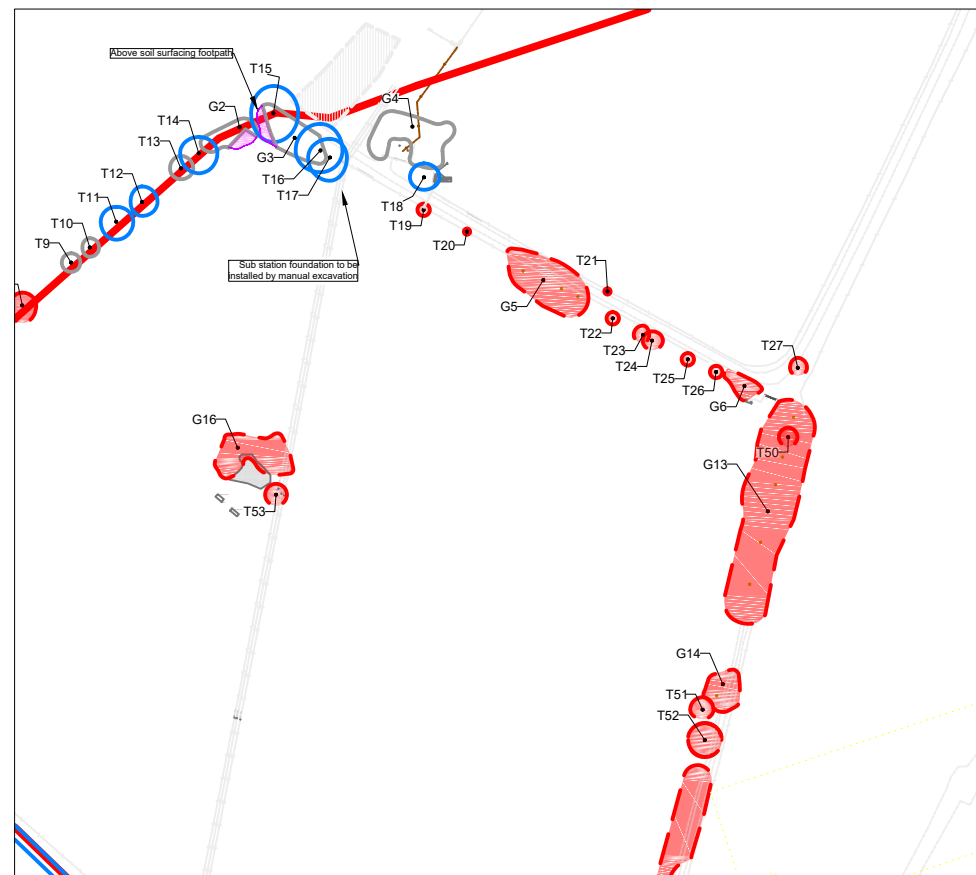 Above soil surfacing footpath
T15
G2
G4
T14
T13
G3
T12
T16
T11
T17
T18
T10
T19
T9
T20
Sub station foundation to be
installed by manual excavation
T21
G5
T22
T23
T24
T27
T25
T26
G6
G16
T50
G13
T53
G14
T51
T52